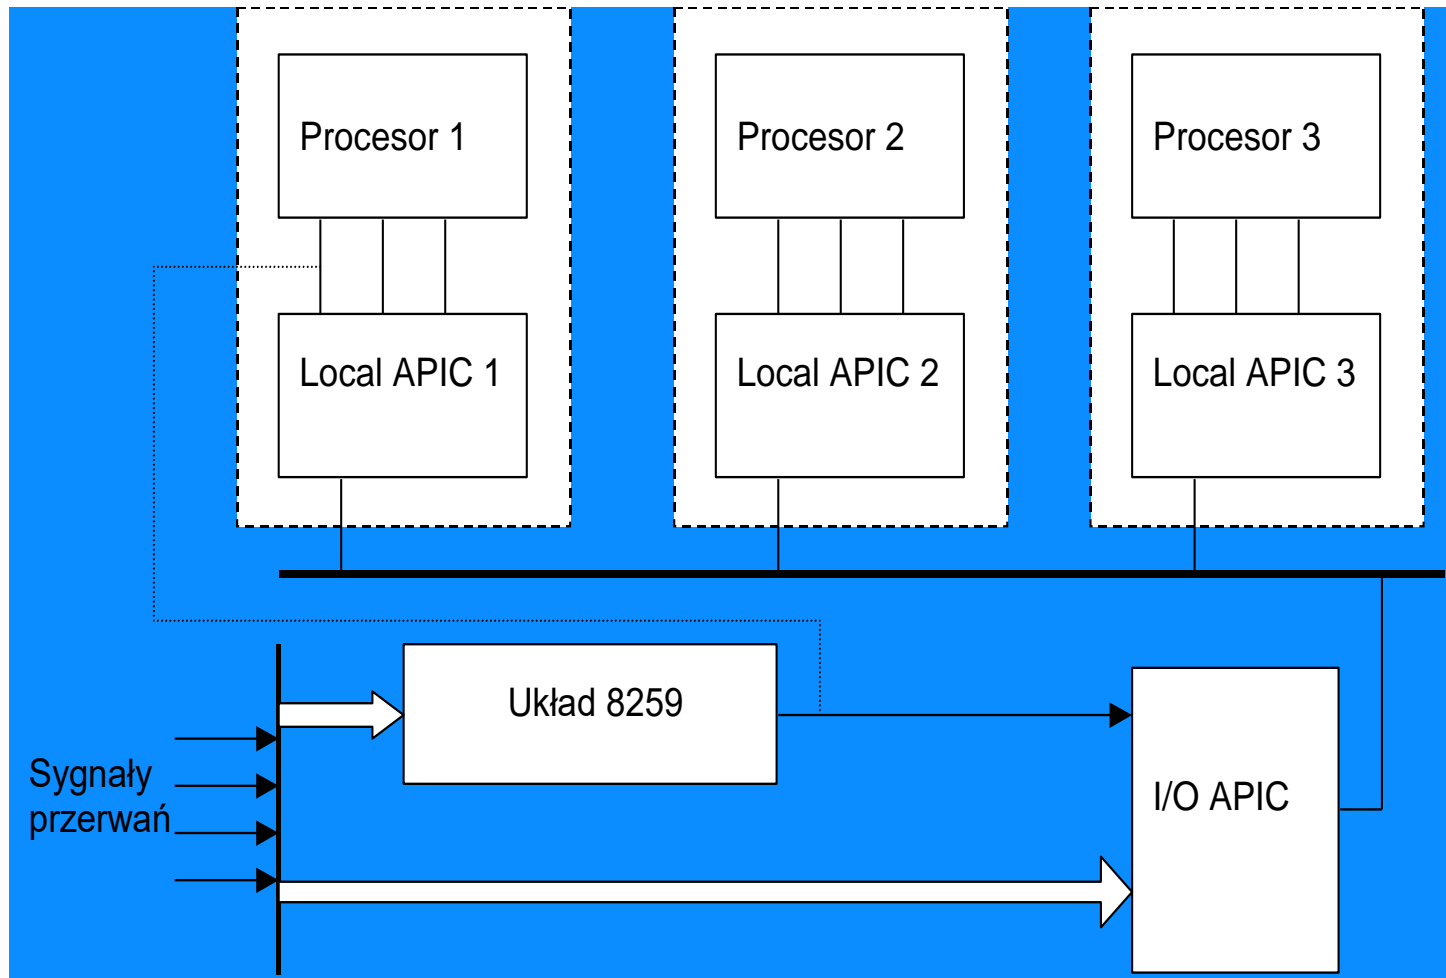 Procesor 1
Procesor 2
Procesor 3
Local APIC 1
Local APIC 2
Local APIC 3
Układ 8259
Sygnały
przerwań
I/O APIC